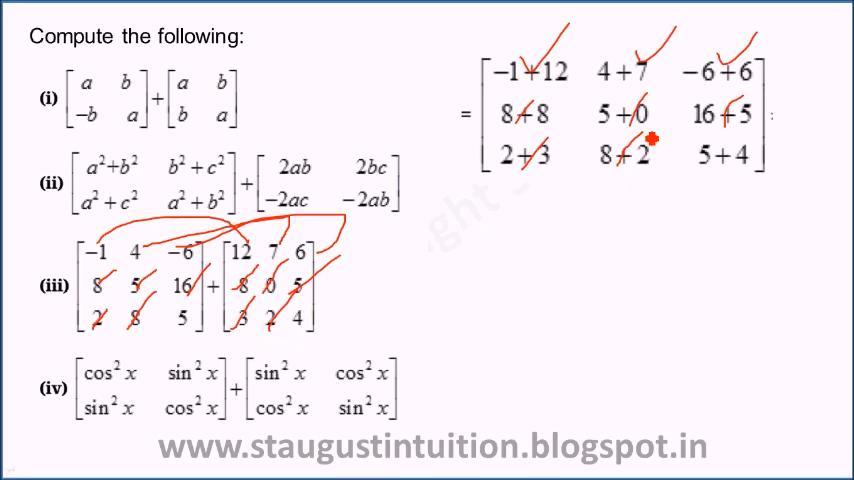 Compute the following:
(i) [a b; −b a] + [a b; b a]
(ii) [a²+b² b²+c²; a²+c² a²+b²] + [2ab 2bc; −2ac −2ab]
(iii) [−1 4 −6; 8 5 16; 2 8 5] + [12 7 6; 8 0 5; 3 2 4]
(iv) [cos² x sin² x; sin² x cos² x] + [sin² x cos² x; cos² x sin² x]
= [−1+12 4+7 −6+6; 8+8 5+0 16+5; 2+3 8+2 5+4]
www.staugustintuition.blogspot.in